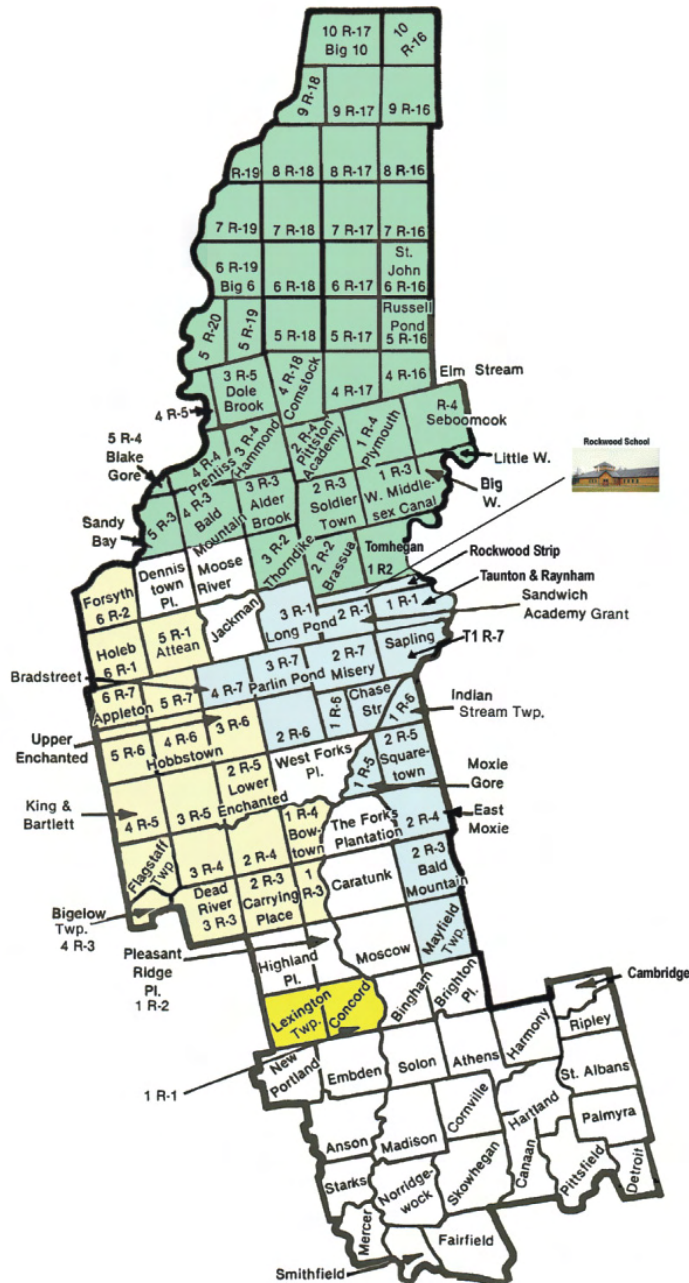 10 R-17
Big 10
10
R-16
9 R-18
9 R-17
9 R-16
R-19
8 R-18
8 R-17
8 R-16
7 R-19
7 R-18
7 R-17
7 R-16
6 R-19
Big 6
6 R-18
6 R-17
St.
John
6 R-16
5 R-20
5 R-19
5 R-18
5 R-17
Russell
Pond
5 R-16
4 R-5
3 R-5
Dole
Brook
4 R-18
Comstock
4 R-17
4 R-16
Elm Stream
5 R-4
Blake
Gore
4 R-4
Prentiss
3 R-4
Hammond
2 R-4
Pittston
Academy
1 R-4
Plymouth
R-4
Seboomook
Rockwood School
Little W.
Big
W.
Sandy
Bay
5 R-3
4 R-3
Bald
Mountain
3 R-3
Alder
Brook
2 R-3
Soldier
Town
1 R-3
W. Middle-
sex Canal
3 R-2
Thorndike
2 R-2
Brassua
Tomhegan
1 R2
Rockwood Strip
Taunton & Raynham
Sandwich
Academy Grant
Forsyth
6 R-2
Dennis
town
Pl.
Moose
River
Jackman
3 R-1
Long Pond
2 R-1
1 R-1
Holeb
6 R-1
5 R-1
Attean
Sapling
T1 R-7
Bradstreet
6 R-7
Appleton
5 R-7
4 R-7
3 R-7
Parlin Pond
2 R-7
Misery
Indian
Stream Twp.
Upper
Enchanted
5 R-6
4 R-6
Hobbstown
3 R-6
2 R-6
1 R-6
Chase
Str.
1 R-6
King &
Bartlett
4 R-5
3 R-5
2 R-5
Lower
Enchanted
West Forks
Pl.
1 R-5
2 R-5
Square-
town
Moxie
Gore
Flagstaff
Twp.
3 R-4
2 R-4
1 R-4
Bow-
town
The Forks
Plantation
2 R-4
East
Moxie
Bigelow
Twp.
4 R-3
Dead
River
3 R-3
2 R-3
Carrying
Place
1
R-3
Caratunk
2 R-3
Bald
Mountain
Pleasant
Ridge
Pl.
1 R-2
Highland
Pl.
Moscow
Mayfield
Twp.
Lexington
Twp.
Concord
Bingham
Brighton
Pl.
Cambridge
1 R-1
New
Portland
Embden
Solon
Athens
Harmony
Ripley
St. Albans
Anson
Madison
Cornville
Hartland
Palmyra
Starks
Norridge-
wock
Skowhegan
Canaan
Pittsfield
Detroit
Mercer
Smithfield
Fairfield